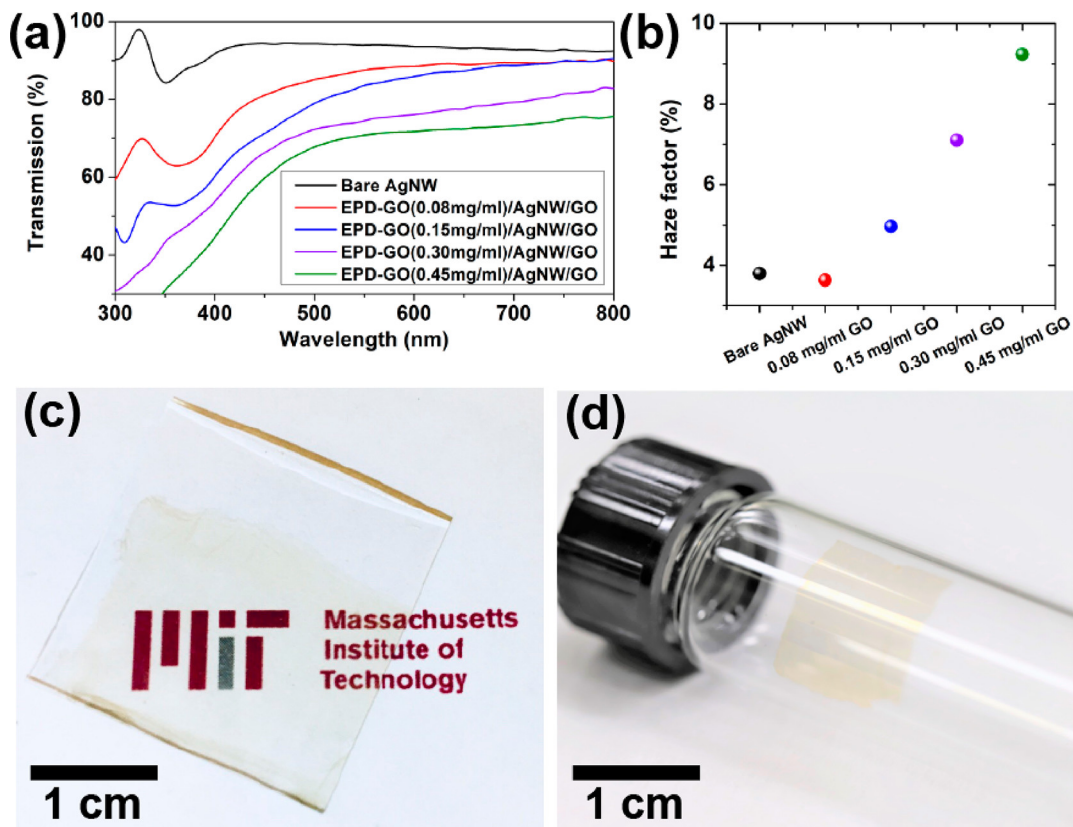 (a)
100
80
60
40
Transmission (%)
300
400
500
600
700
800
Wavelength (nm)
Bare AgNW
EPD-GO(0.08mg/ml)/AgNW/GO
EPD-GO(0.15mg/ml)/AgNW/GO
EPD-GO(0.30mg/ml)/AgNW/GO
EPD-GO(0.45mg/ml)/AgNW/GO
(b)
10
8
6
4
Haze factor (%)
Bare AgNW
0.08 mg/ml GO
0.15 mg/ml GO
0.30 mg/ml GO
0.45 mg/ml GO
(c)
MIT
Massachusetts
Institute of
Technology
1 cm
(d)
1 cm